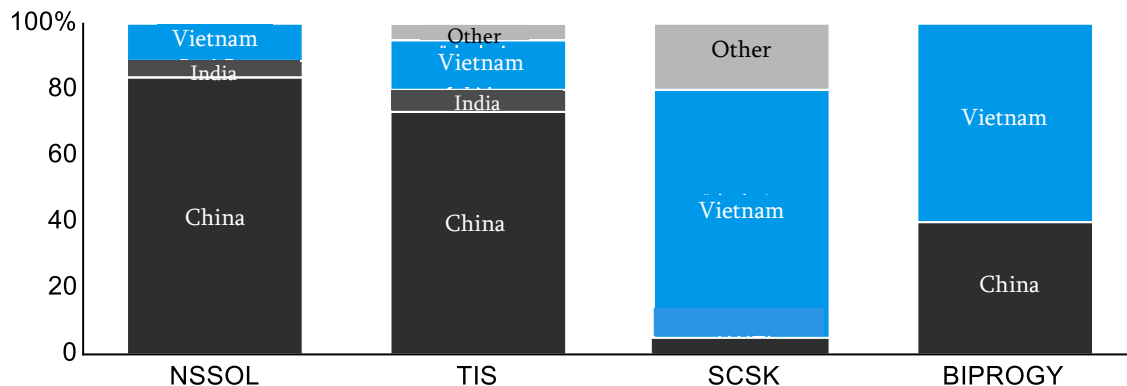 100%
80
60
40
20
0
Vietnam
India
China
Other
Vietnam
India
China
Other
Vietnam
Vietnam
China
NSSOL
TIS
SCSK
BIPROGY